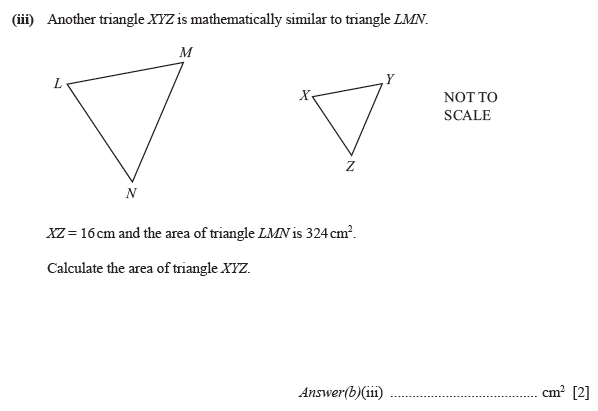 (iii) Another triangle XYZ is mathematically similar to triangle LMN.
M
L
N
X
Y
Z
NOT TO
SCALE
XZ = 16 cm and the area of triangle LMN is 324 cm².
Calculate the area of triangle XYZ.
Answer(b)(iii) ........................................ cm² [2]